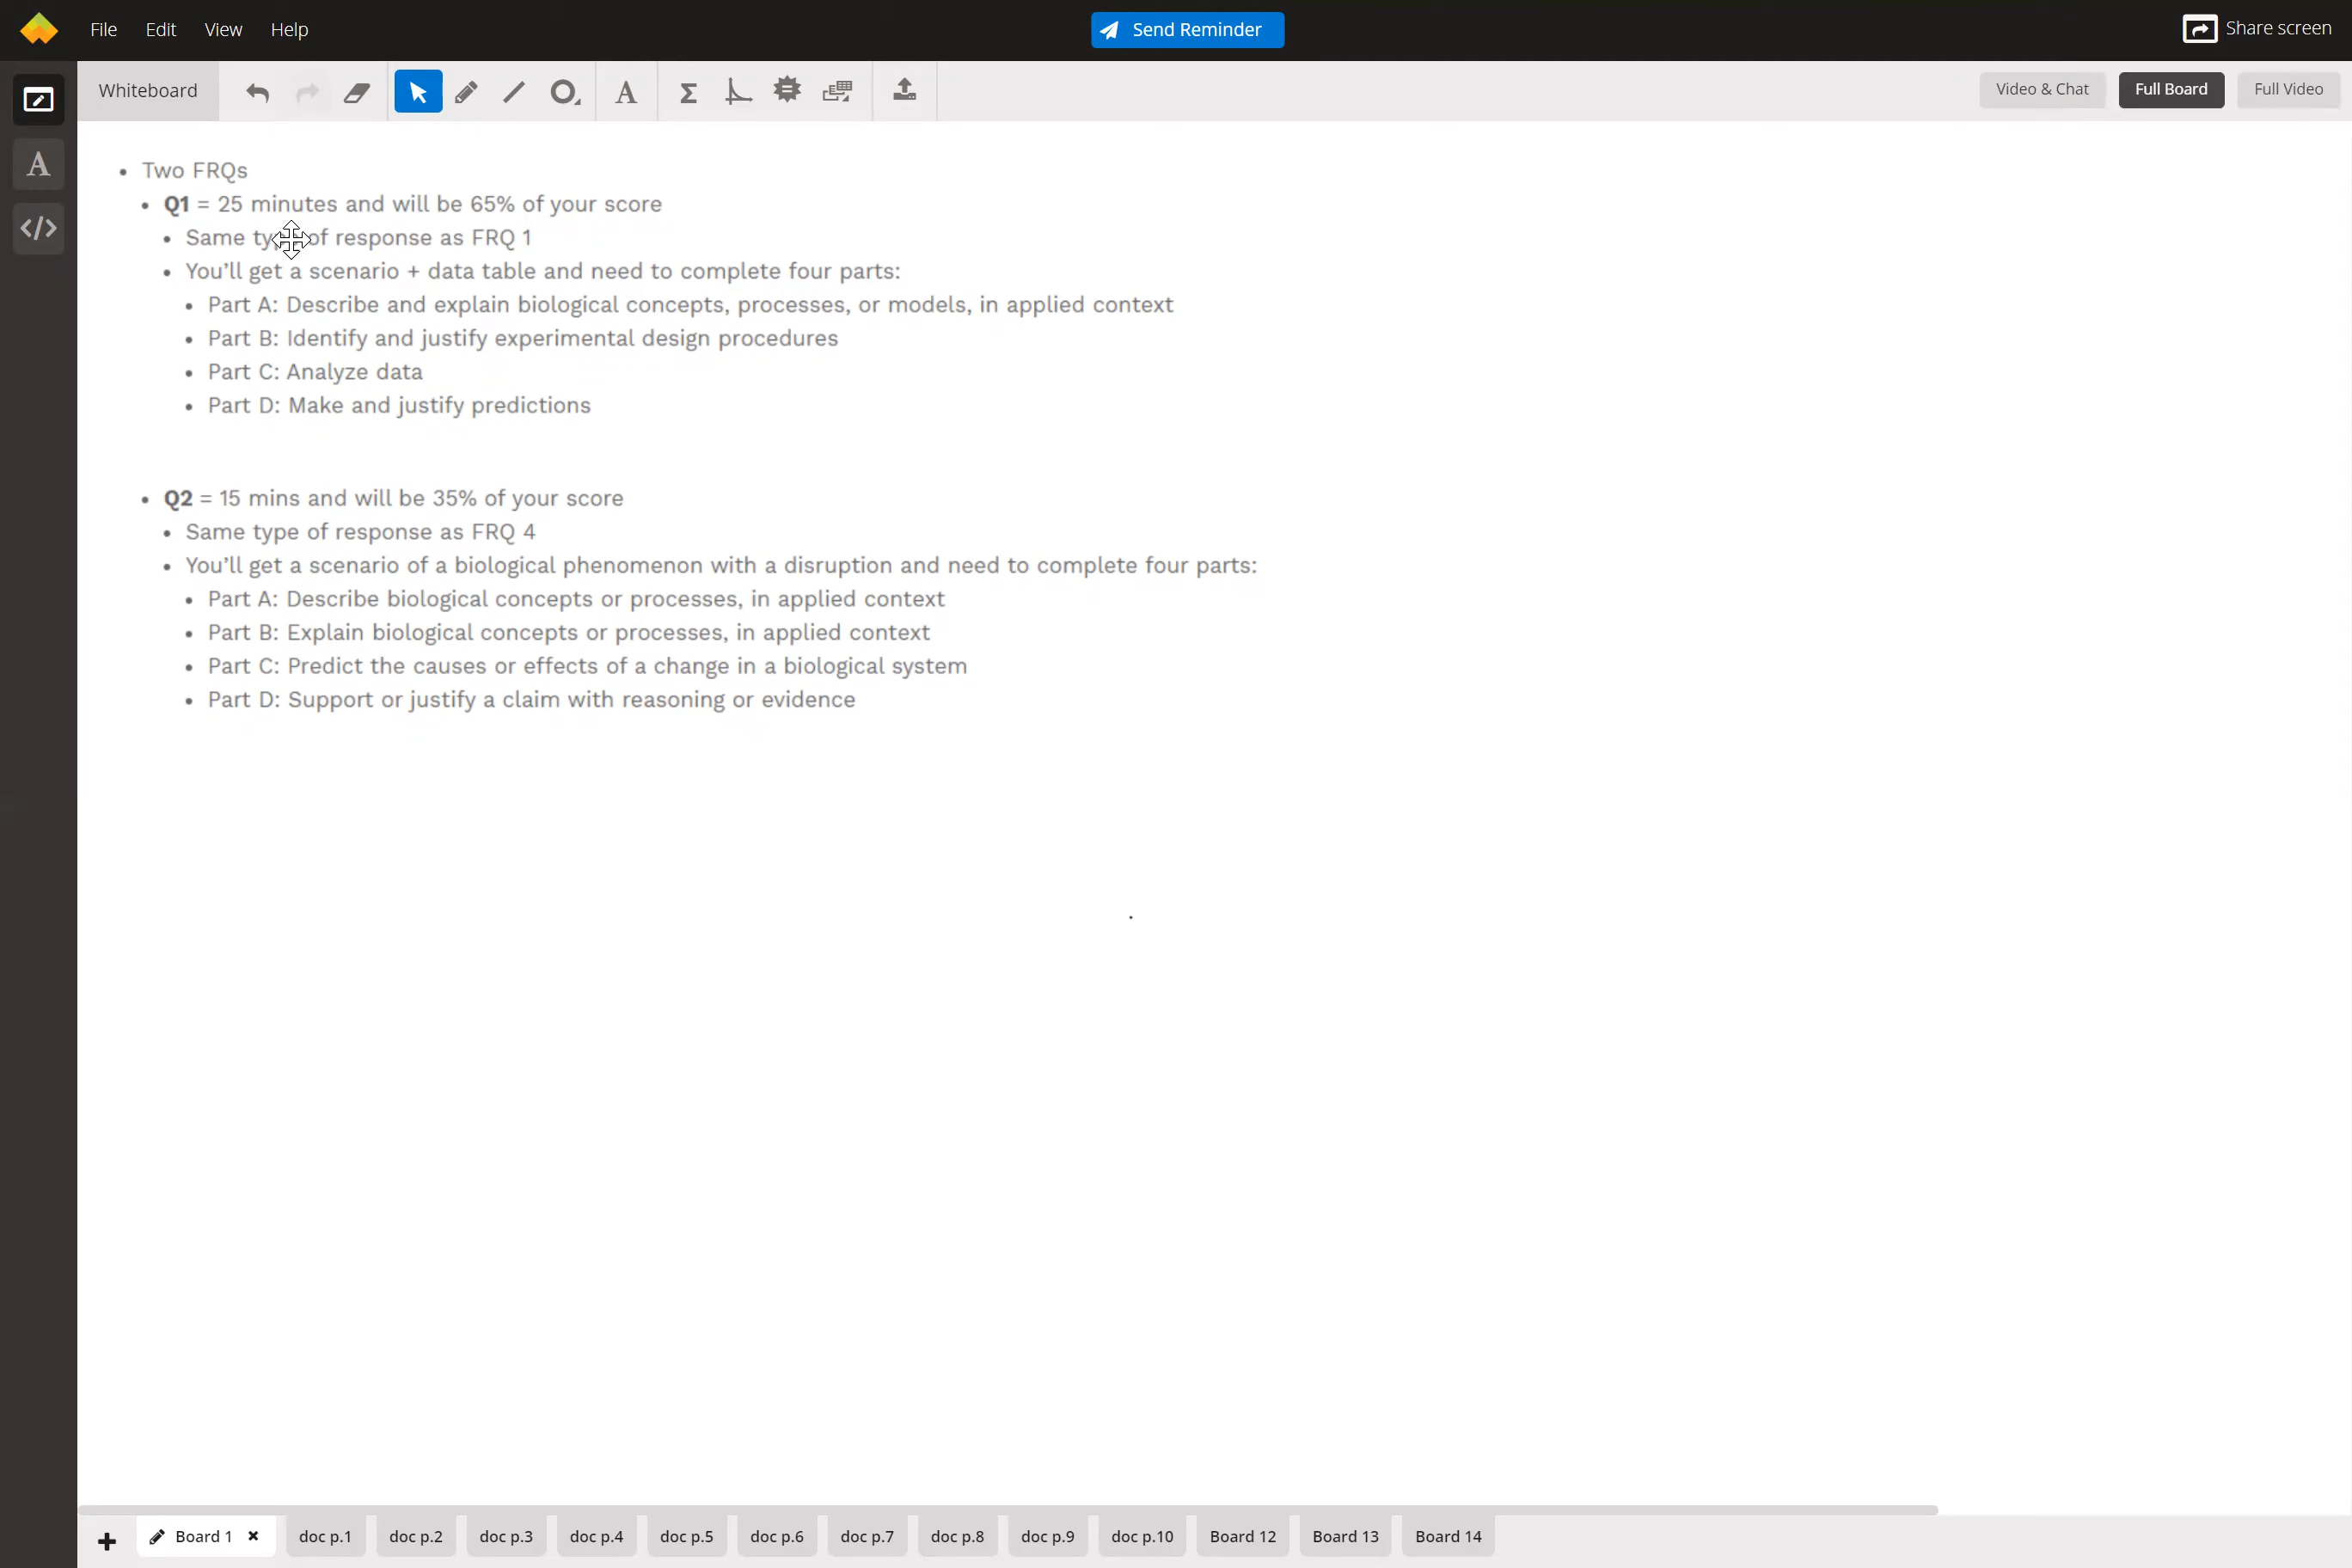 File Edit View Help Send Reminder Share screen
Whiteboard A Σ Video & Chat Full Board Full Video
A
</>
• Two FRQs
• Q1 = 25 minutes and will be 65% of your score
• Same type of response as FRQ 1
• You’ll get a scenario + data table and need to complete four parts:
• Part A: Describe and explain biological concepts, processes, or models, in applied context
• Part B: Identify and justify experimental design procedures
• Part C: Analyze data
• Part D: Make and justify predictions
• Q2 = 15 mins and will be 35% of your score
• Same type of response as FRQ 4
• You’ll get a scenario of a biological phenomenon with a disruption and need to complete four parts:
• Part A: Describe biological concepts or processes, in applied context
• Part B: Explain biological concepts or processes, in applied context
• Part C: Predict the causes or effects of a change in a biological system
• Part D: Support or justify a claim with reasoning or evidence
Board 1 doc p.1 doc p.2 doc p.3 doc p.4 doc p.5 doc p.6 doc p.7 doc p.8 doc p.9 doc p.10 Board 12 Board 13 Board 14